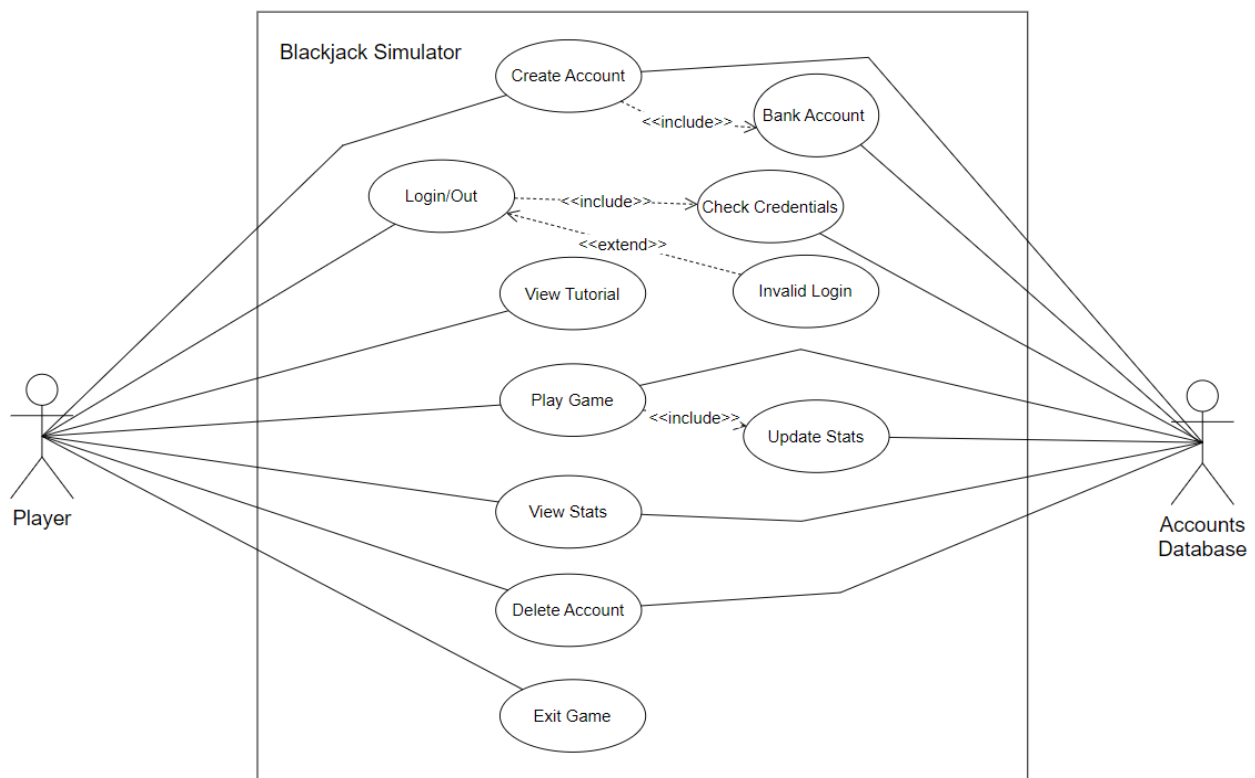 Blackjack Simulator
Create Account
<<include>>
Bank Account
Login/Out
<<include>>
Check Credentials
<<extend>>
View Tutorial
Invalid Login
Play Game
<<include>>
Update Stats
Player
View Stats
Accounts
Database
Delete Account
Exit Game